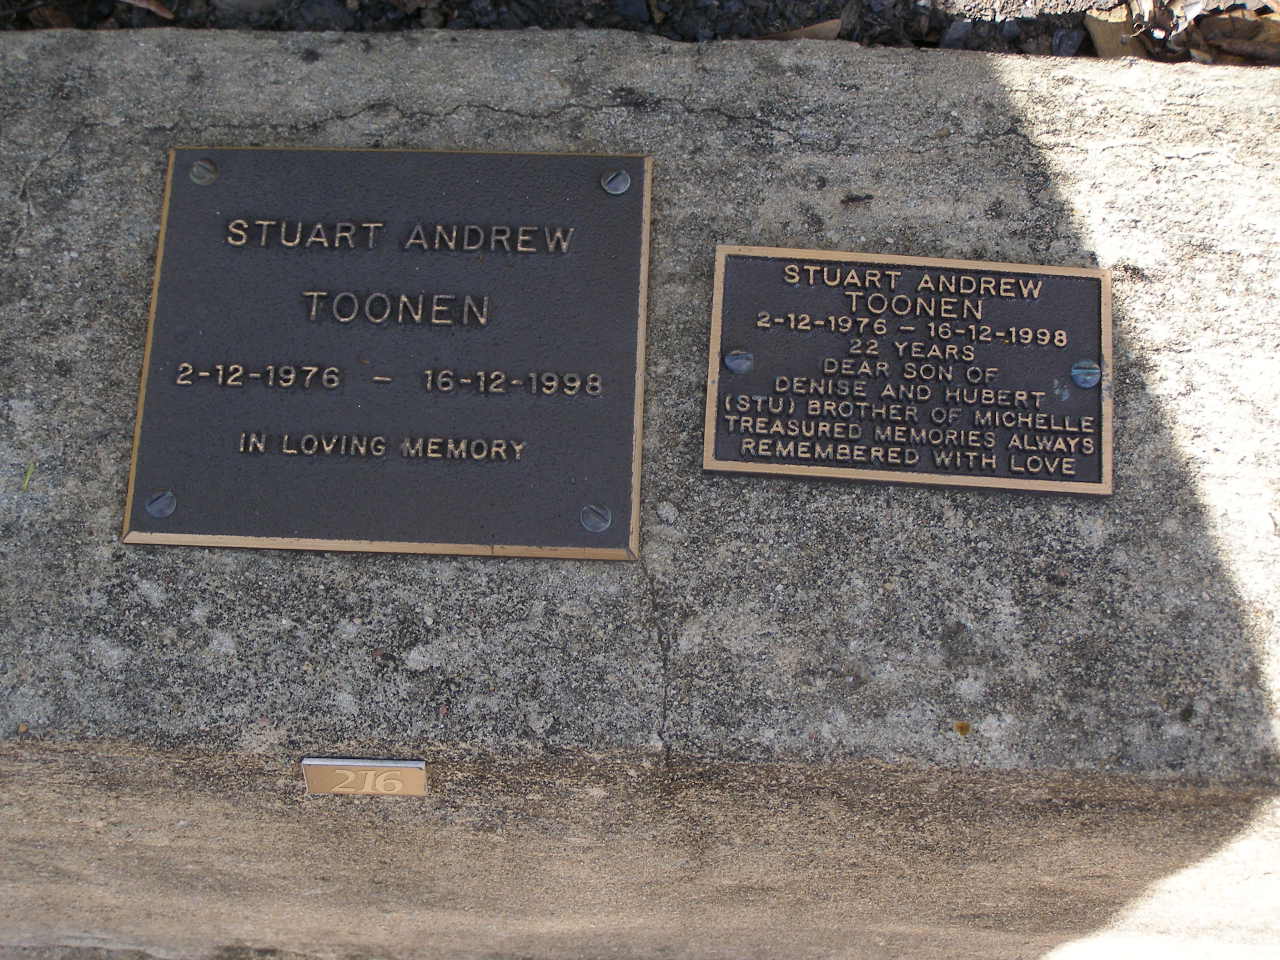 STUART ANDREW
TOONEN
2-12-1976 – 16-12-1998
IN LOVING MEMORY
STUART ANDREW
TOONEN
2-12-1976 – 16-12-1998
22 YEARS
DEAR SON OF
DENISE AND HUBERT
(STU) BROTHER OF MICHELLE
TREASURED MEMORIES ALWAYS
REMEMBERED WITH LOVE
216